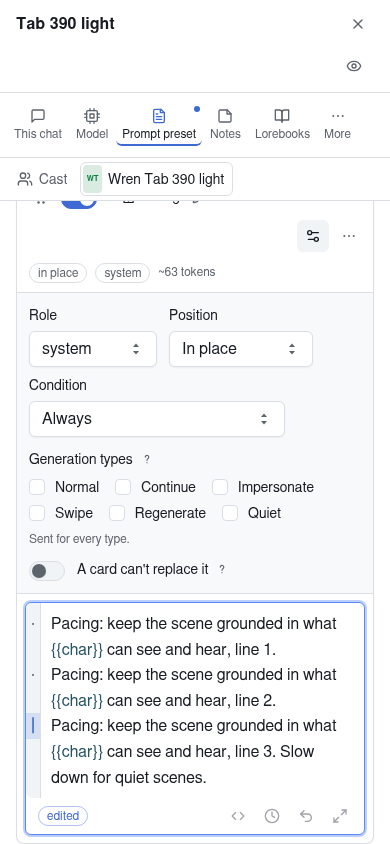 Tab 390 light
This chat
Model
Prompt preset
Notes
Lorebooks
More
Cast
WT
Wren Tab 390 light
in place
system
~63 tokens
Role
Position
system
In place
Condition
Always
Generation types ?
Normal
Continue
Impersonate
Swipe
Regenerate
Quiet
Sent for every type.
A card can't replace it ?
Pacing: keep the scene grounded in what
{{char}} can see and hear, line 1.
Pacing: keep the scene grounded in what
{{char}} can see and hear, line 2.
Pacing: keep the scene grounded in what
{{char}} can see and hear, line 3. Slow
down for quiet scenes.
edited